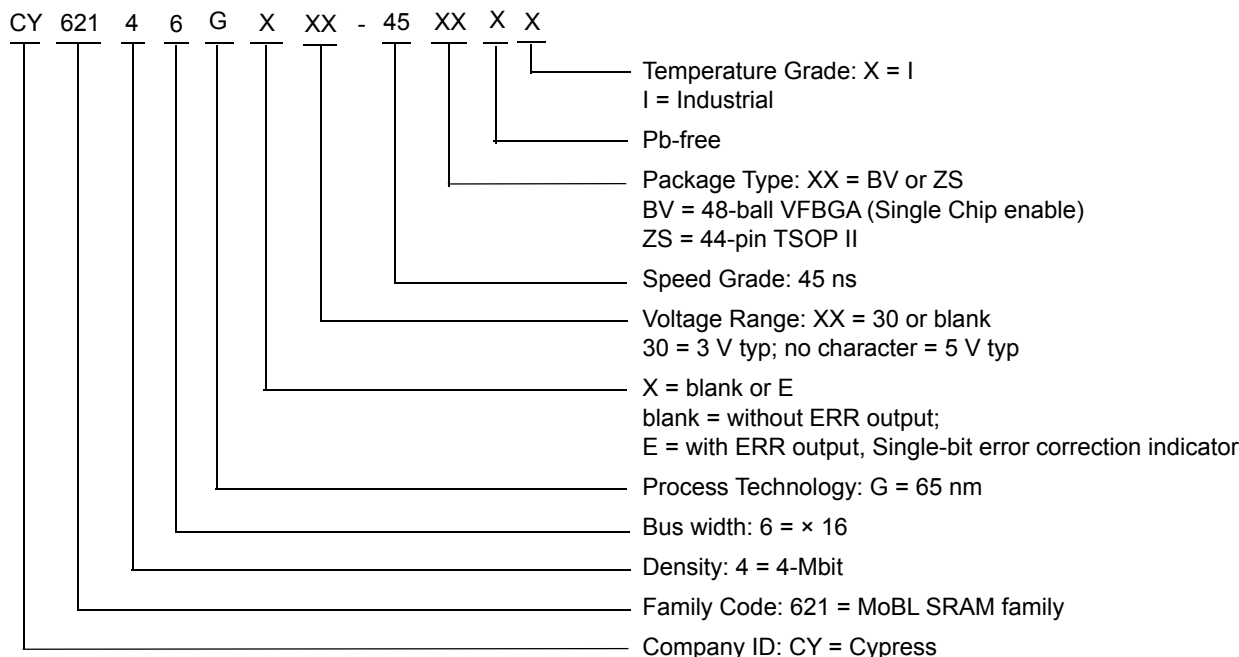 CY 621 4 6 G X XX - 45 XX X X
Temperature Grade: X = I
I = Industrial
Pb-free
Package Type: XX = BV or ZS
BV = 48-ball VFBGA (Single Chip enable)
ZS = 44-pin TSOP II
Speed Grade: 45 ns
Voltage Range: XX = 30 or blank
30 = 3 V typ; no character = 5 V typ
X = blank or E
blank = without ERR output;
E = with ERR output, Single-bit error correction indicator
Process Technology: G = 65 nm
Bus width: 6 = × 16
Density: 4 = 4-Mbit
Family Code: 621 = MoBL SRAM family
Company ID: CY = Cypress